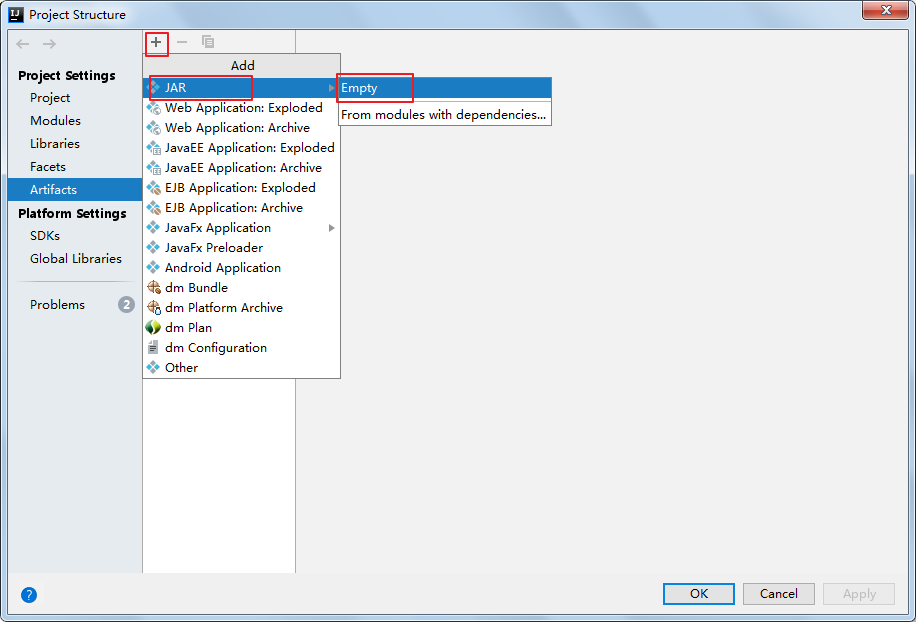 IJ Project Structure
Project Settings
Project
Modules
Libraries
Facets
Artifacts
Platform Settings
SDKs
Global Libraries
Problems 2
+
Add
JAR
Web Application: Exploded
Web Application: Archive
JavaEE Application: Exploded
JavaEE Application: Archive
EJB Application: Exploded
EJB Application: Archive
JavaFx Application
JavaFx Preloader
Android Application
dm Bundle
dm Platform Archive
dm Plan
dm Configuration
Other
Empty
From modules with dependencies...
?
OK
Cancel
Apply